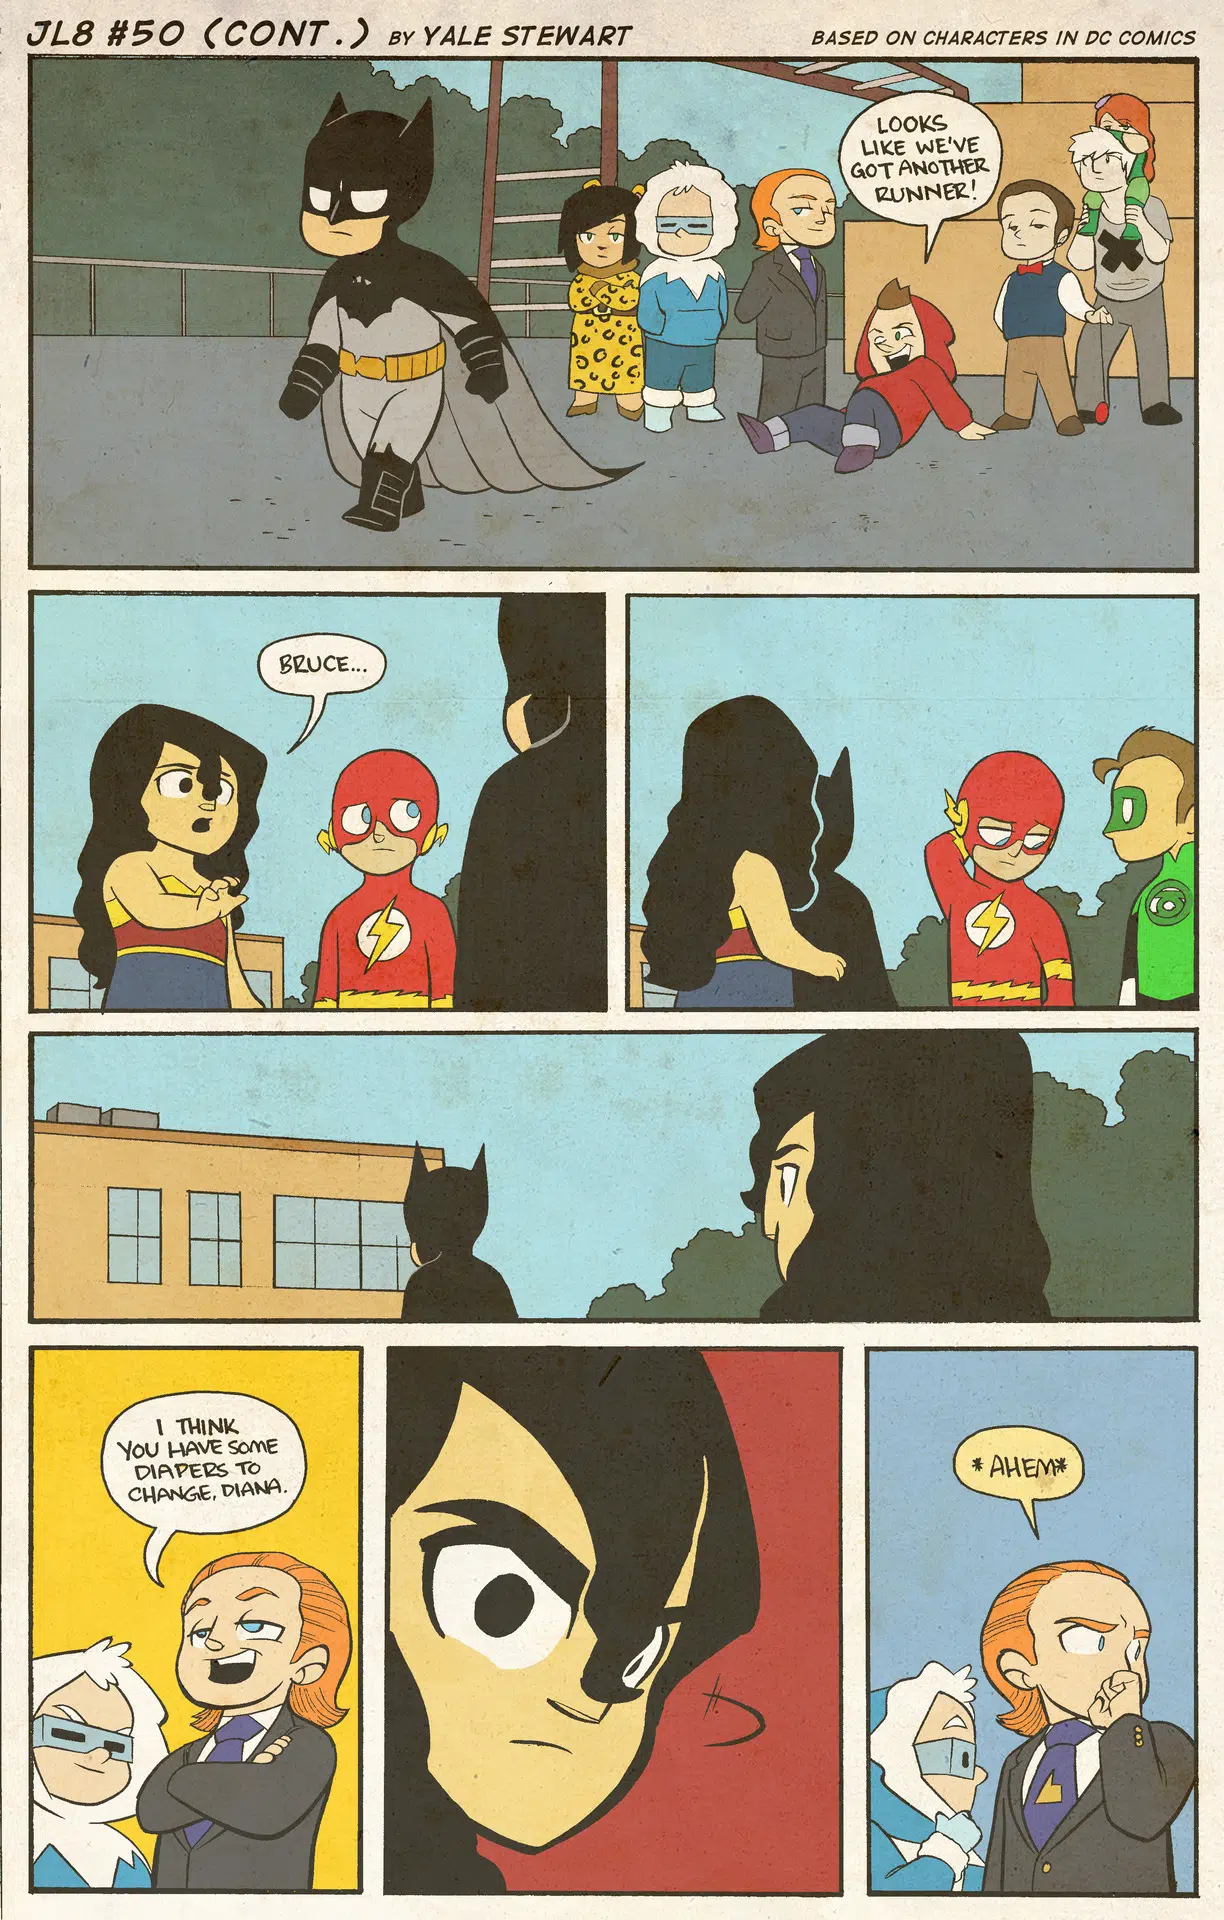 JL8 #50 (CONT.) BY YALE STEWART
BASED ON CHARACTERS IN DC COMICS
LOOKS
LIKE WE'VE
GOT ANOTHER
RUNNER!
BRUCE...
I THINK
YOU HAVE SOME
DIAPERS TO
CHANGE, DIANA.
*AHEM*